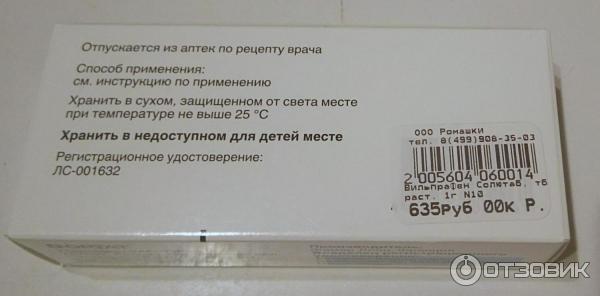 Отпускается из аптек по рецепту врача
Способ применения:
см. инструкцию по применению
Хранить в сухом, защищенном от света месте
при температуре не выше 25 °C
Хранить в недоступном для детей месте
Регистрационное удостоверение:
ЛС-001632
ООО Ромашки
тел. 8(499)908-35-03
2 005604 060014
Вильпрафен Солютаб, тб
раст. 1г N10
635руб 00к Р.
Производитель:
ОТЗОВИК